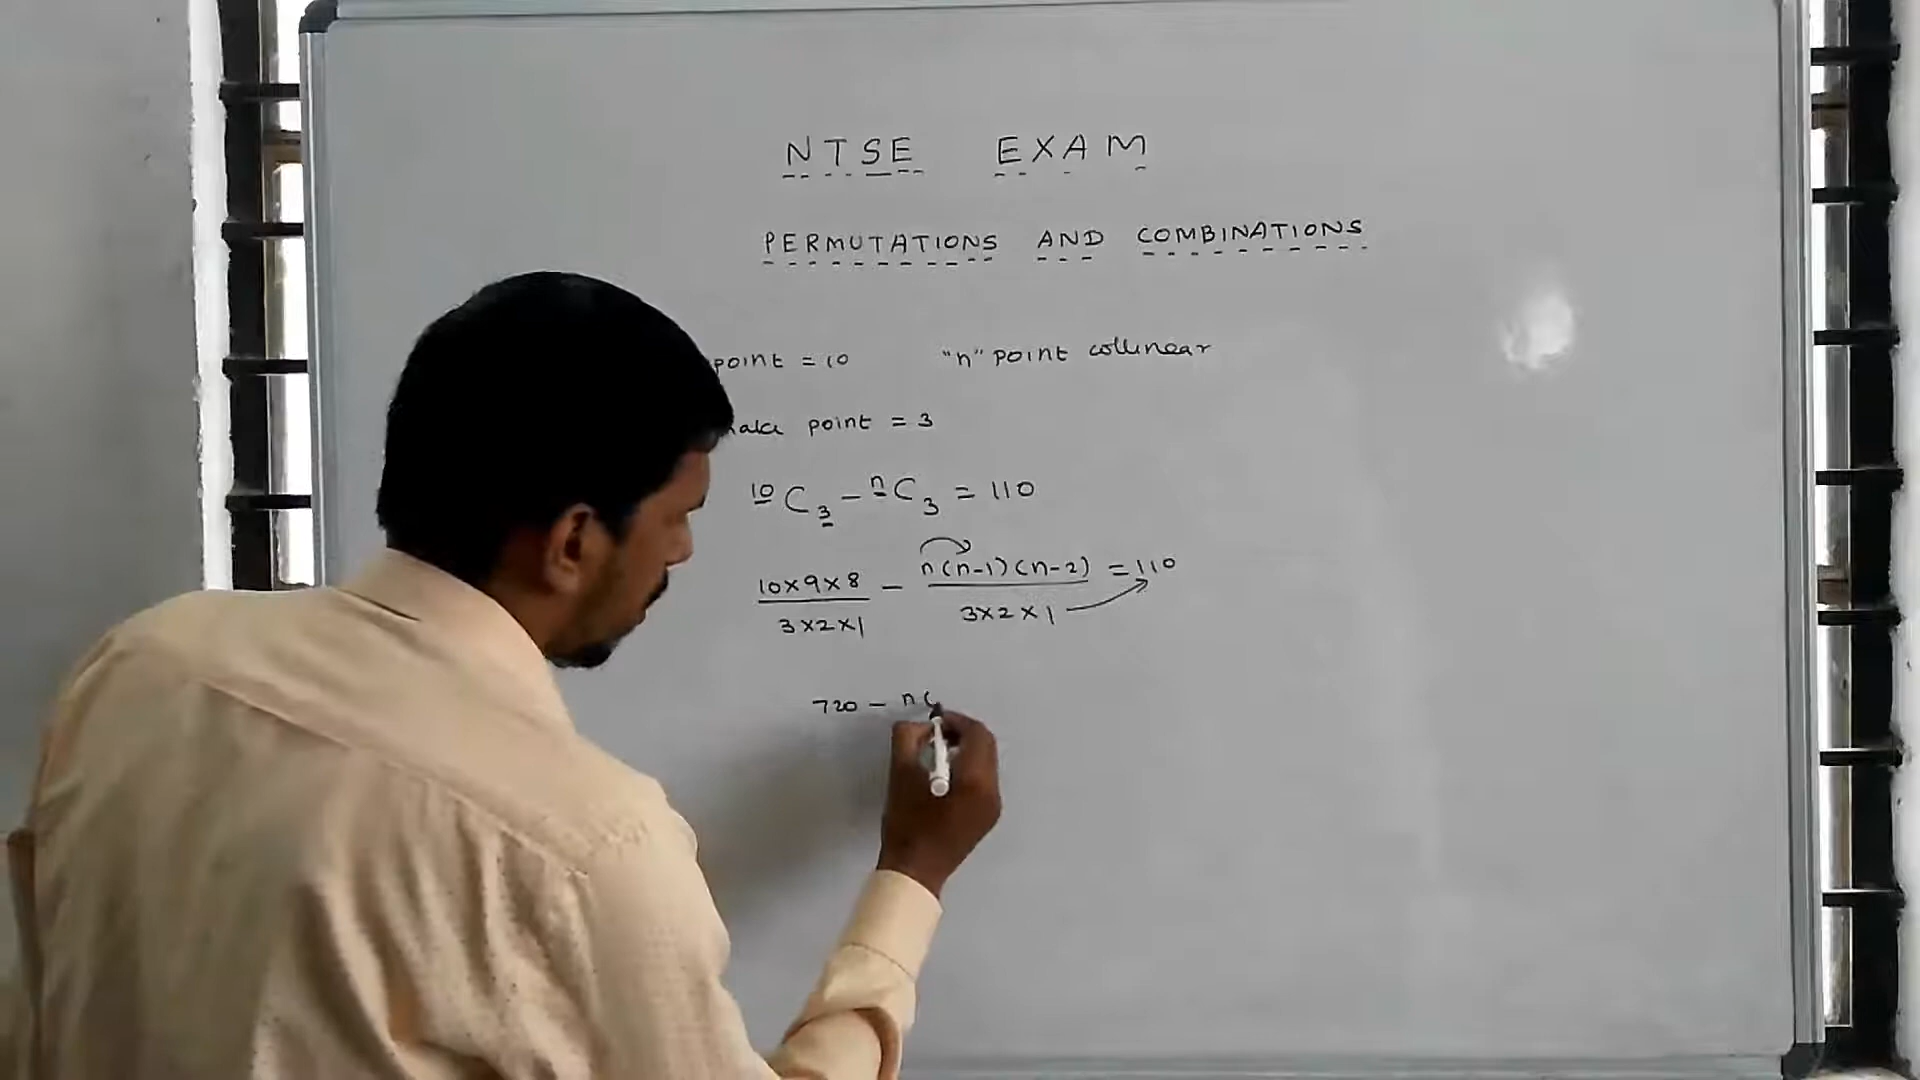 NTSE EXAM
PERMUTATIONS AND COMBINATIONS
point = 10 "n" point collinear
point = 3
¹⁰C₃ - ⁿC₃ = 110
10×9×8 / 3×2×1 - n(n-1)(n-2) / 3×2×1 = 110
720 - n(